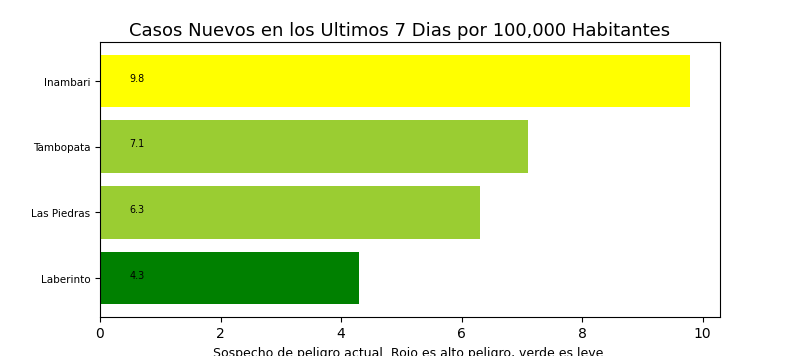 Casos Nuevos en los Ultimos 7 Dias por 100,000 Habitantes
Inambari 9.8
Tambopata 7.1
Las Piedras 6.3
Laberinto 4.3
0 2 4 6 8 10
Sospecho de peligro actual. Rojo es alto peligro, verde es leve